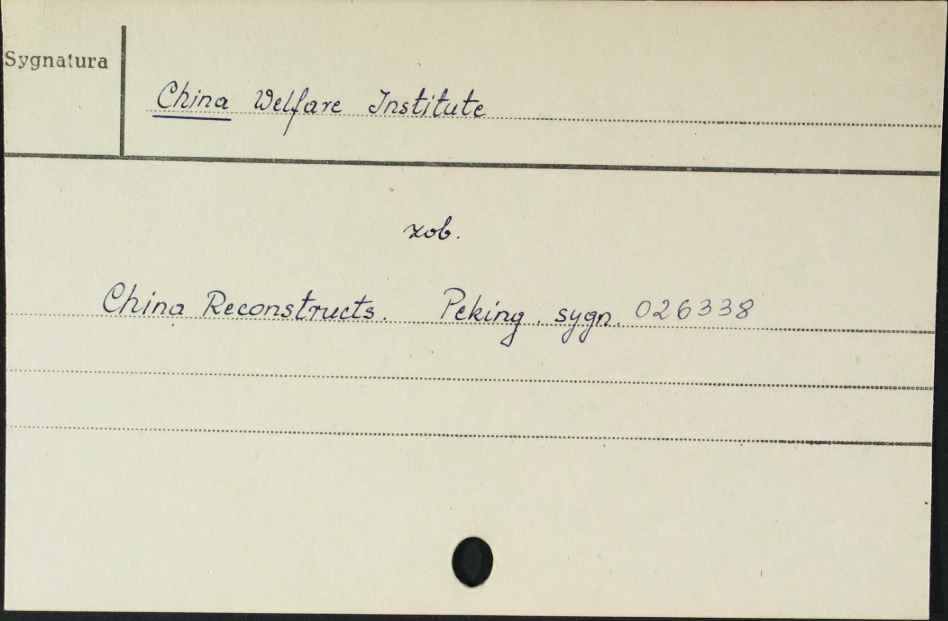 Sygnatura
China Welfare Institute
zob.
China Reconstructs. Peking. sygn. 026338